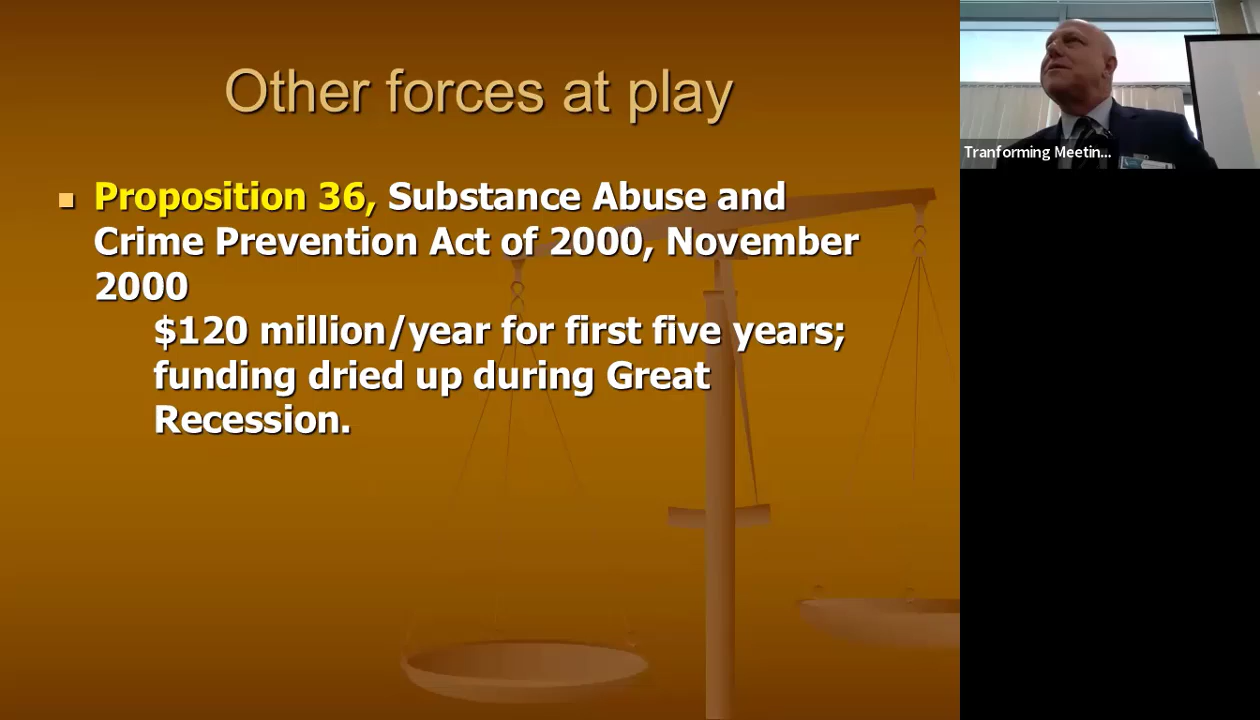 Other forces at play
Proposition 36, Substance Abuse and
Crime Prevention Act of 2000, November
2000
$120 million/year for first five years;
funding dried up during Great
Recession.
Tranforming Meetin...